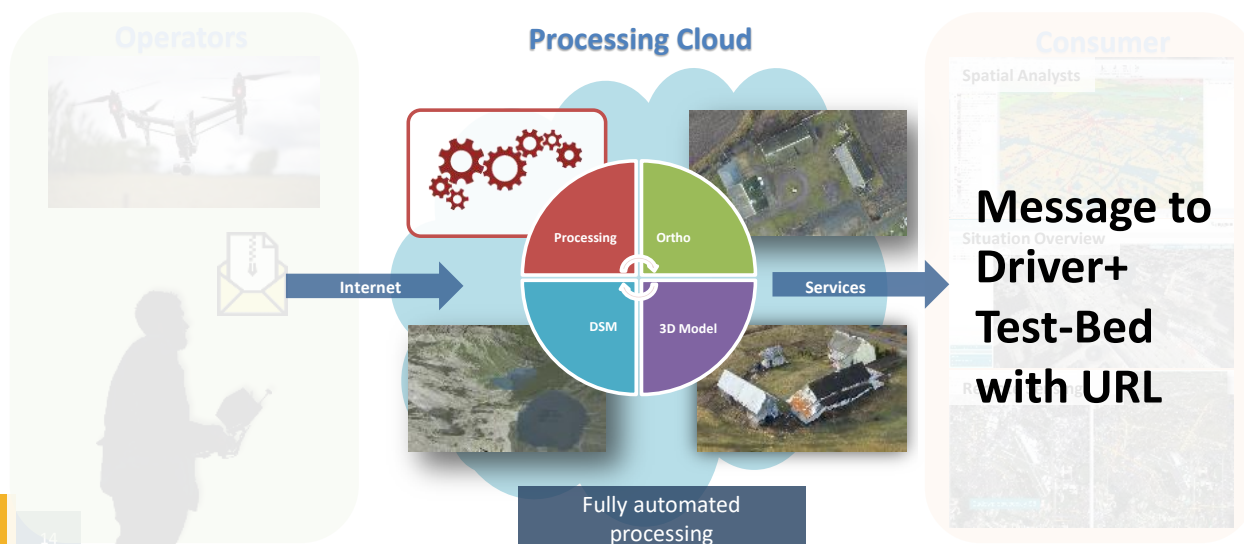 Operators
Processing Cloud
Consumer
Spatial Analysts
Processing
Ortho
Internet
Services
DSM
3D Model
Situation Overview
Message to
Driver+
Test-Bed
with URL
Fully automated
processing
14